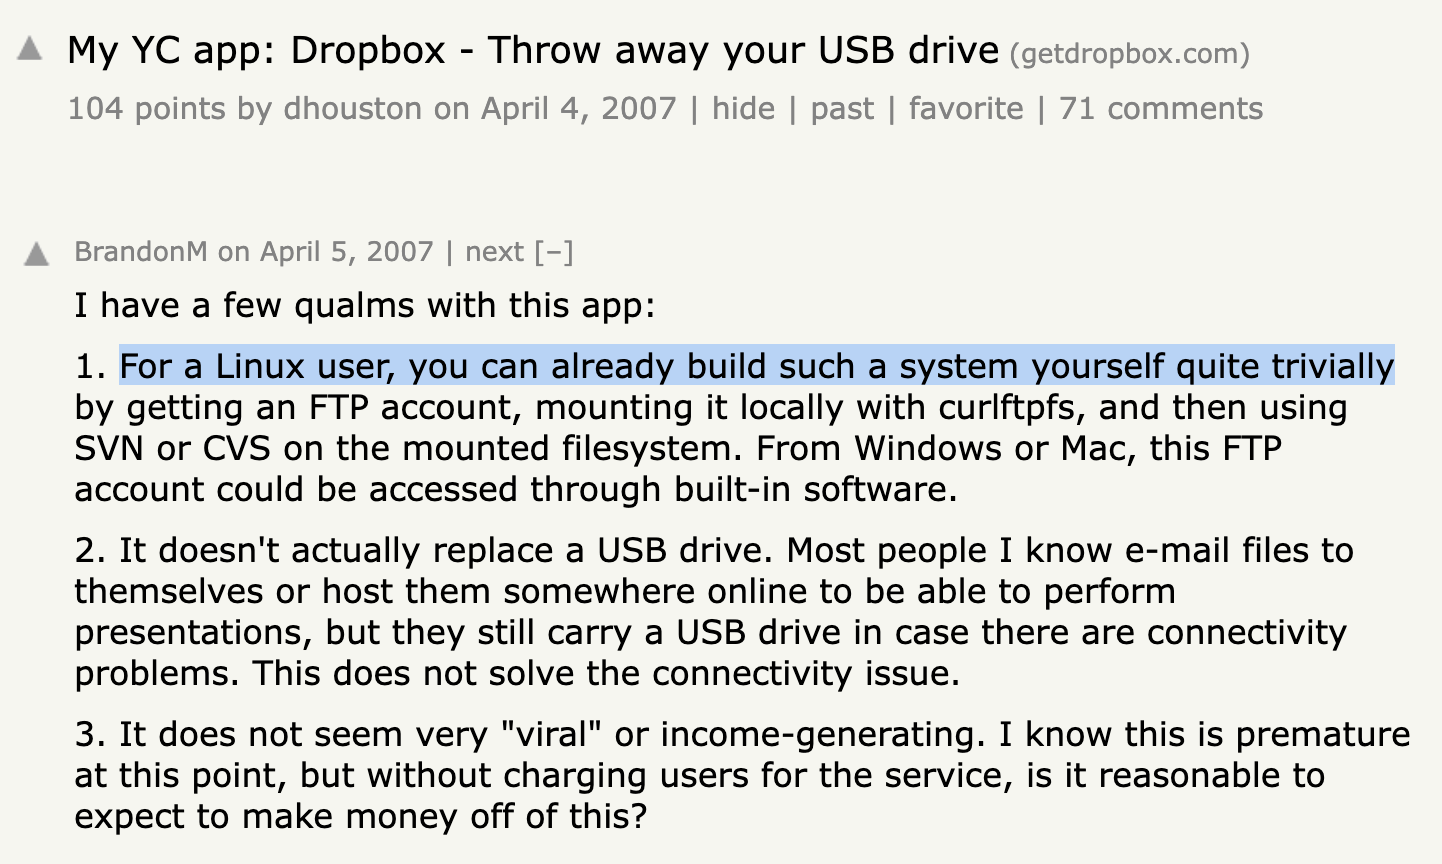 My YC app: Dropbox - Throw away your USB drive (getdropbox.com)
104 points by dhouston on April 4, 2007 | hide | past | favorite | 71 comments
BrandonM on April 5, 2007 | next [–]
I have a few qualms with this app:
1. For a Linux user, you can already build such a system yourself quite trivially
by getting an FTP account, mounting it locally with curlftpfs, and then using
SVN or CVS on the mounted filesystem. From Windows or Mac, this FTP
account could be accessed through built-in software.
2. It doesn't actually replace a USB drive. Most people I know e-mail files to
themselves or host them somewhere online to be able to perform
presentations, but they still carry a USB drive in case there are connectivity
problems. This does not solve the connectivity issue.
3. It does not seem very "viral" or income-generating. I know this is premature
at this point, but without charging users for the service, is it reasonable to
expect to make money off of this?